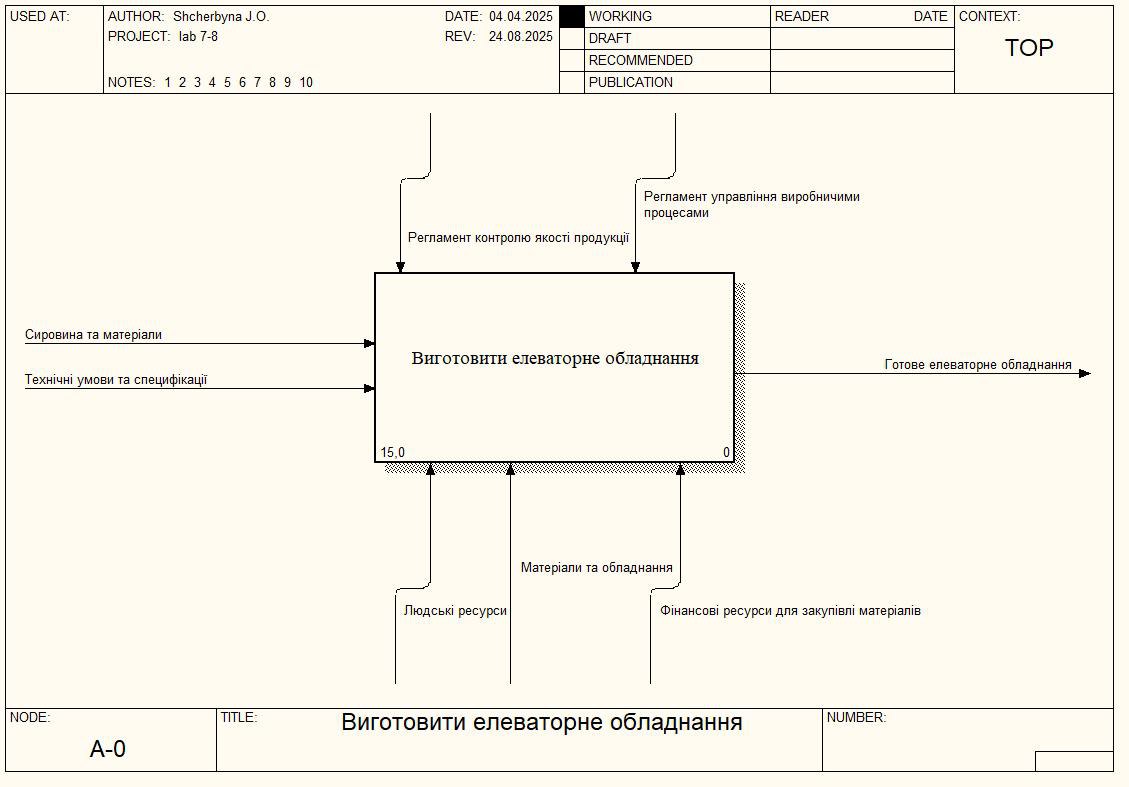 USED AT:
AUTHOR: Shcherbyna J.O.
DATE: 04.04.2025
PROJECT: lab 7-8
REV: 24.08.2025
NOTES: 1 2 3 4 5 6 7 8 9 10
WORKING
DRAFT
RECOMMENDED
PUBLICATION
READER
DATE
CONTEXT:
TOP
Регламент управління виробничими
процесами
Регламент контролю якості продукції
Сировина та матеріали
Технічні умови та специфікації
Виготовити елеваторне обладнання
Готове елеваторне обладнання
15,0
0
Матеріали та обладнання
Людські ресурси
Фінансові ресурси для закупівлі матеріалів
NODE:
A-0
TITLE:
Виготовити елеваторне обладнання
NUMBER: